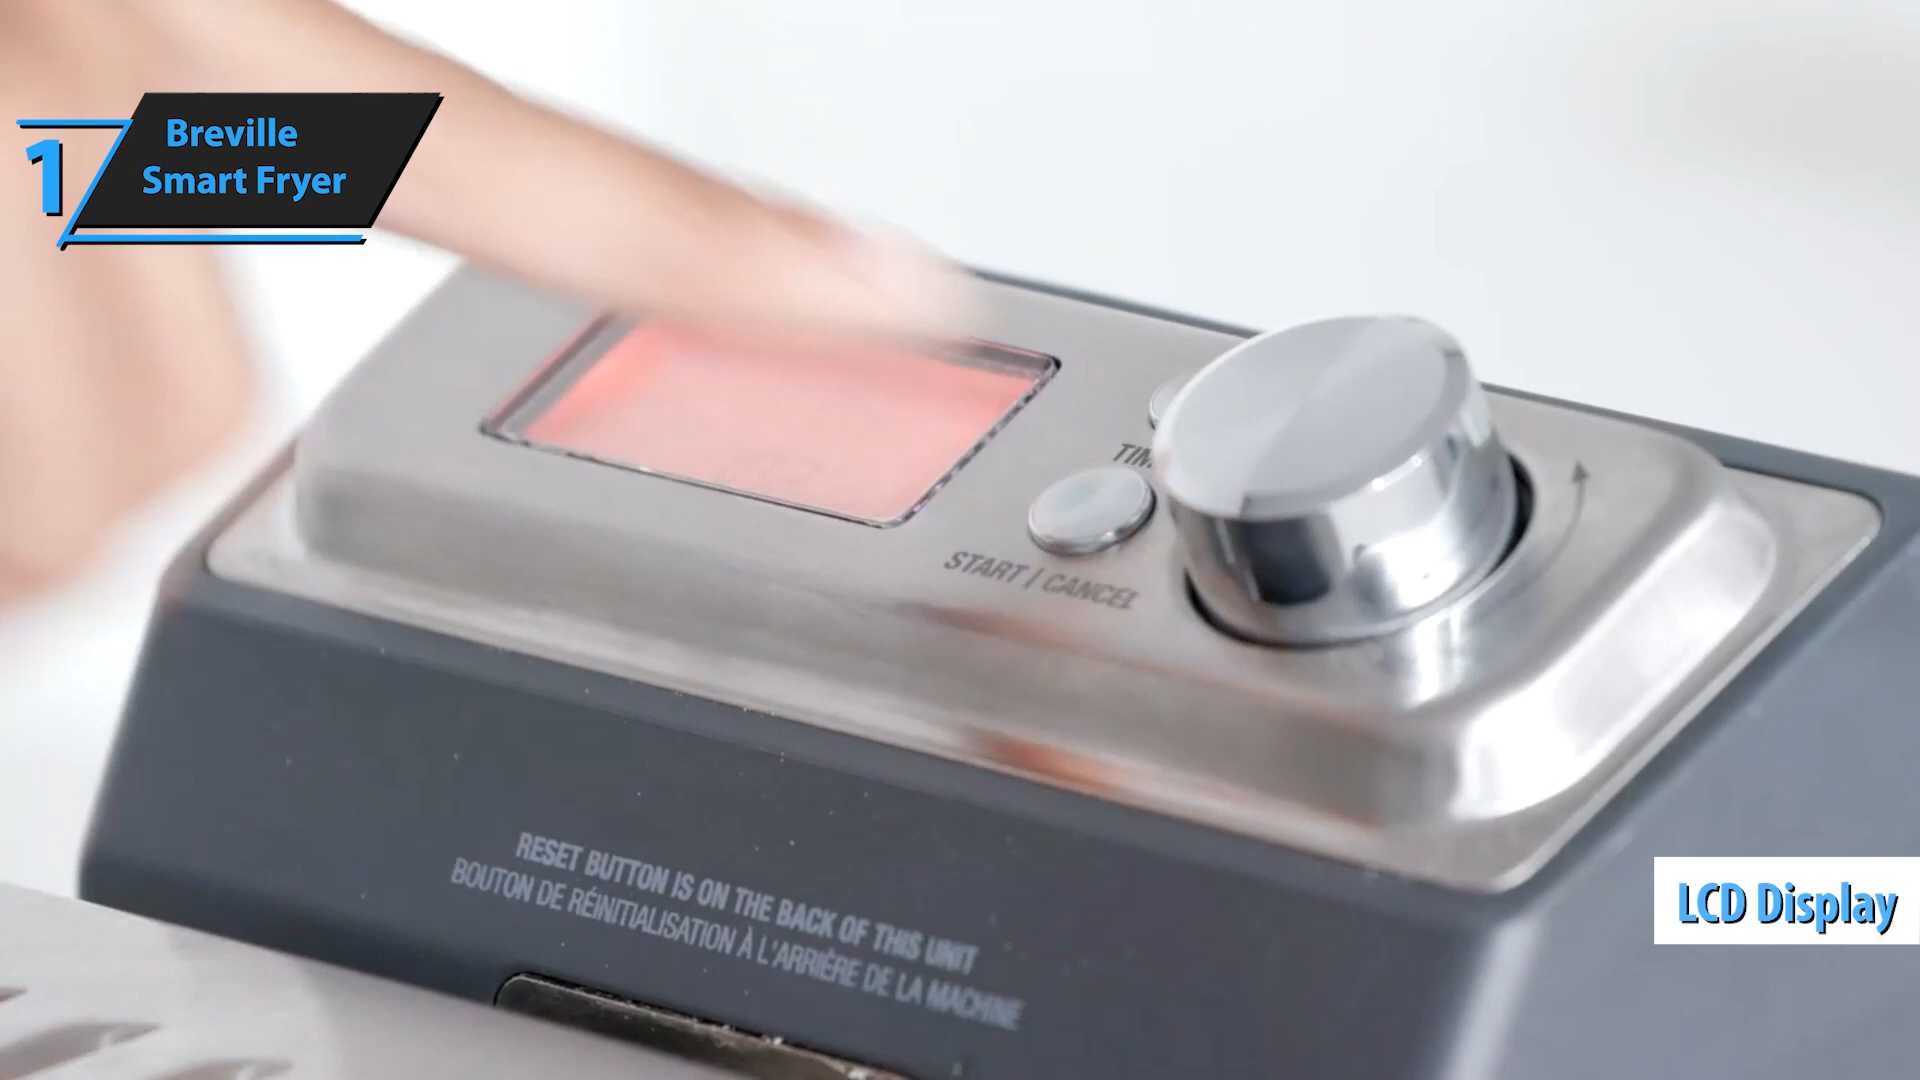 1
Breville
Smart Fryer
START / CANCEL
RESET BUTTON IS ON THE BACK OF THIS UNIT
BOUTON DE RÉINITIALISATION À L'ARRIÈRE DE LA MACHINE
LCD Display